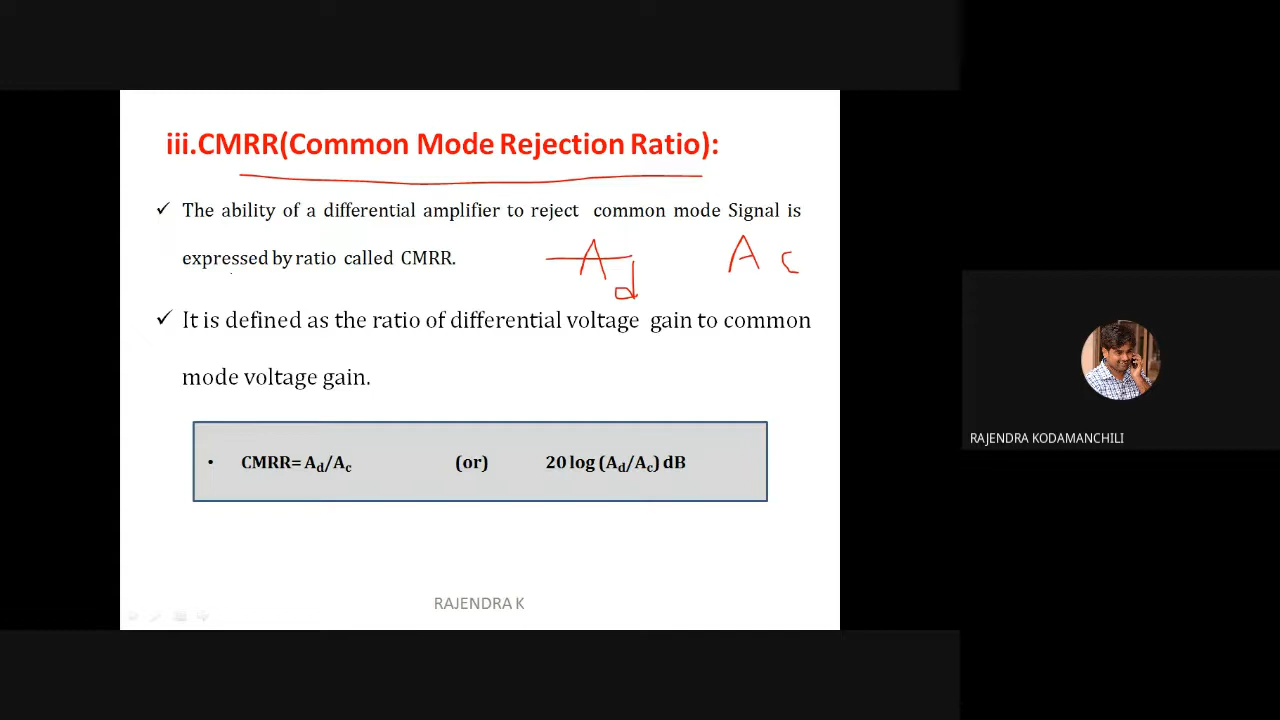 iii.CMRR(Common Mode Rejection Ratio):
✓ The ability of a differential amplifier to reject common mode Signal is
expressed by ratio called CMRR.
A d A c
✓ It is defined as the ratio of differential voltage gain to common
mode voltage gain.
• CMRR= Ad/Ac (or) 20 log (Ad/Ac) dB
RAJENDRA K
RAJENDRA KODAMANCHILI